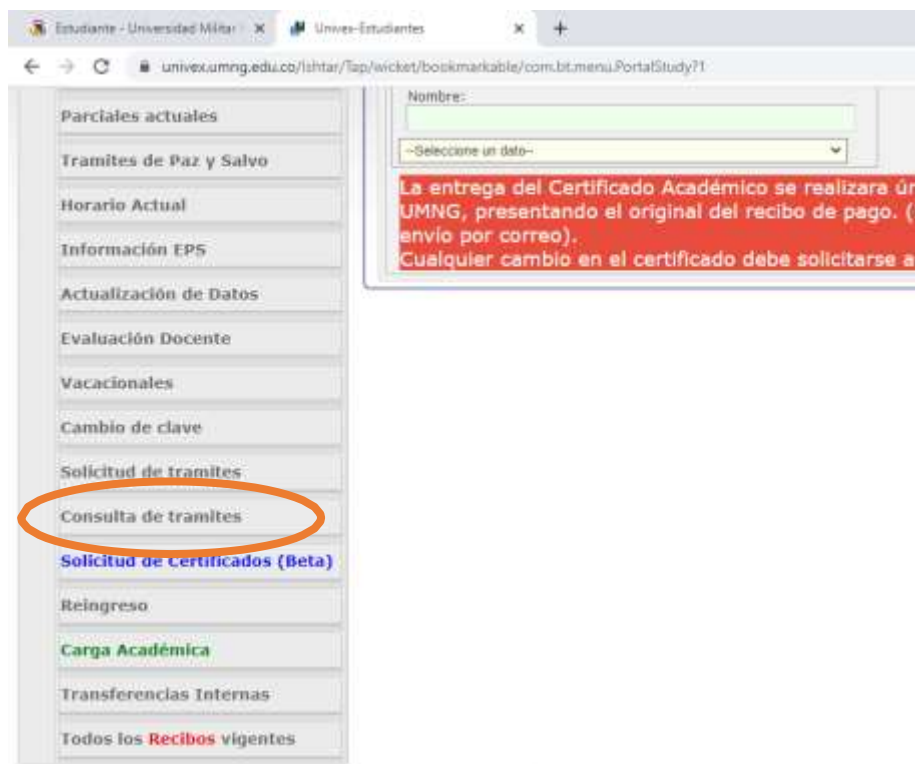 Estudiante - Universidad Militar
Univex-Estudiantes
univex.umng.edu.co/Ishtar/Tap/wicket/bookmarkable/com.bt.menu.PortalStudy?1
Parciales actuales
Tramites de Paz y Salvo
Horario Actual
Información EPS
Actualización de Datos
Evaluación Docente
Vacacionales
Cambio de clave
Solicitud de tramites
Consulta de tramites
Solicitud de Certificados (Beta)
Reingreso
Carga Académica
Transferencias Internas
Todos los Recibos vigentes
Nombre:
--Seleccione un dato--
La entrega del Certificado Académico se realizara ún
UMNG, presentando el original del recibo de pago. (
envio por correo).
Cualquier cambio en el certificado debe solicitarse a